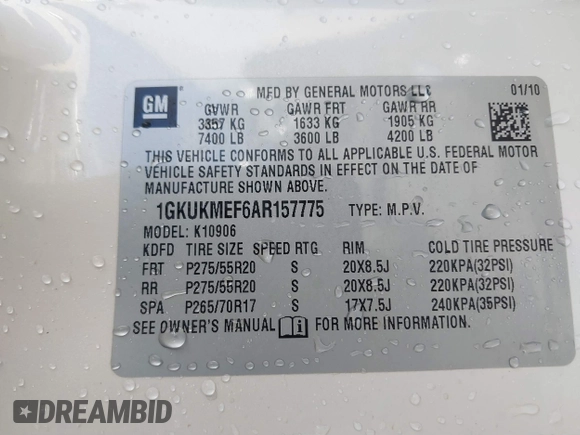 GM
MFD BY GENERAL MOTORS LLC 01/10
GVWR GAWR FRT GAWR RR
3357 KG 1633 KG 1905 KG
7400 LB 3600 LB 4200 LB
THIS VEHICLE CONFORMS TO ALL APPLICABLE U.S. FEDERAL MOTOR
VEHICLE SAFETY STANDARDS IN EFFECT ON THE DATE OF
MANUFACTURE SHOWN ABOVE.
1GKUKMEF6AR157775 TYPE: M.P.V.
MODEL: K10906
KDFD TIRE SIZE SPEED RTG RIM COLD TIRE PRESSURE
FRT P275/55R20 S 20X8.5J 220KPA(32PSI)
RR P275/55R20 S 20X8.5J 220KPA(32PSI)
SPA P265/70R17 S 17X7.5J 240KPA(35PSI)
SEE OWNER'S MANUAL i FOR MORE INFORMATION.
DREAMBID